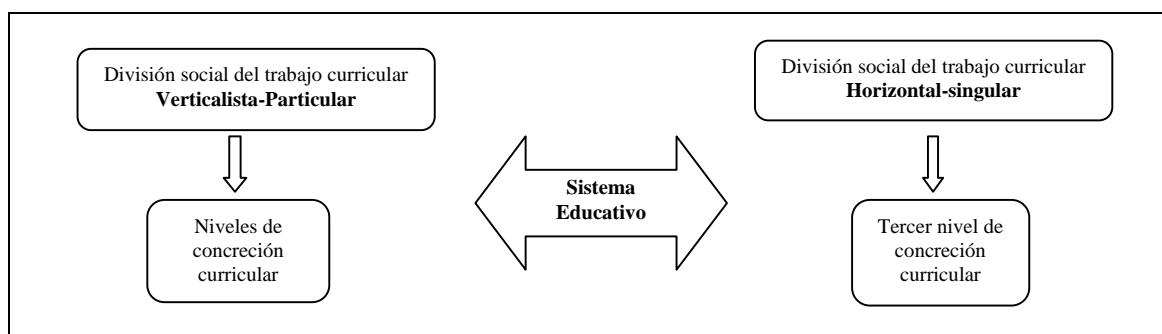 División social del trabajo curricular
Verticalista-Particular
División social del trabajo curricular
Horizontal-singular
Sistema
Educativo
Niveles de
concreción
curricular
Tercer nivel de
concreción
curricular